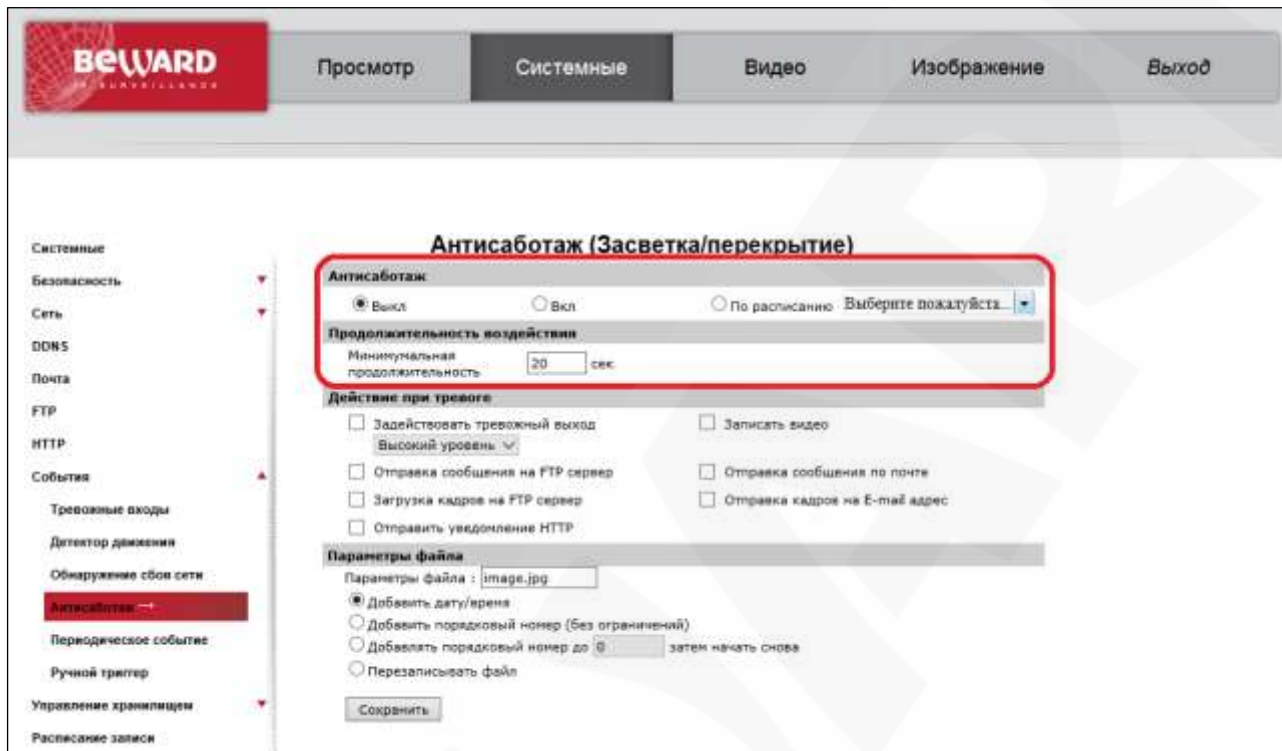 BEWARD
IP SURVEILLANCE
Просмотр
Системные
Видео
Изображение
Выход
Системные
Безопасность
Сеть
DDNS
Почта
FTP
HTTP
События
Тревожные входы
Детектор движения
Обнаружение сбоя сети
Антисаботаж
Периодическое событие
Ручной триггер
Управление хранилищем
Расписание записи
Антисаботаж (Засветка/перекрытие)
Антисаботаж
Выкл Вкл По расписанию Выберите пожалуйста...
Продолжительность воздействия
Минимумальная
продолжительность 20 сек
Действие при тревоге
Задействовать тревожный выход Записать видео
Высокий уровень
Отправка сообщения на FTP сервер Отправка сообщения по почте
Загрузка кадров на FTP сервер Отправка кадров на E-mail адрес
Отправить уведомление HTTP
Параметры файла
Параметры файла : image.jpg
Добавить дату/время
Добавить порядковый номер (без ограничений)
Добавлять порядковый номер до 0 затем начать снова
Перезаписывать файл
Сохранить